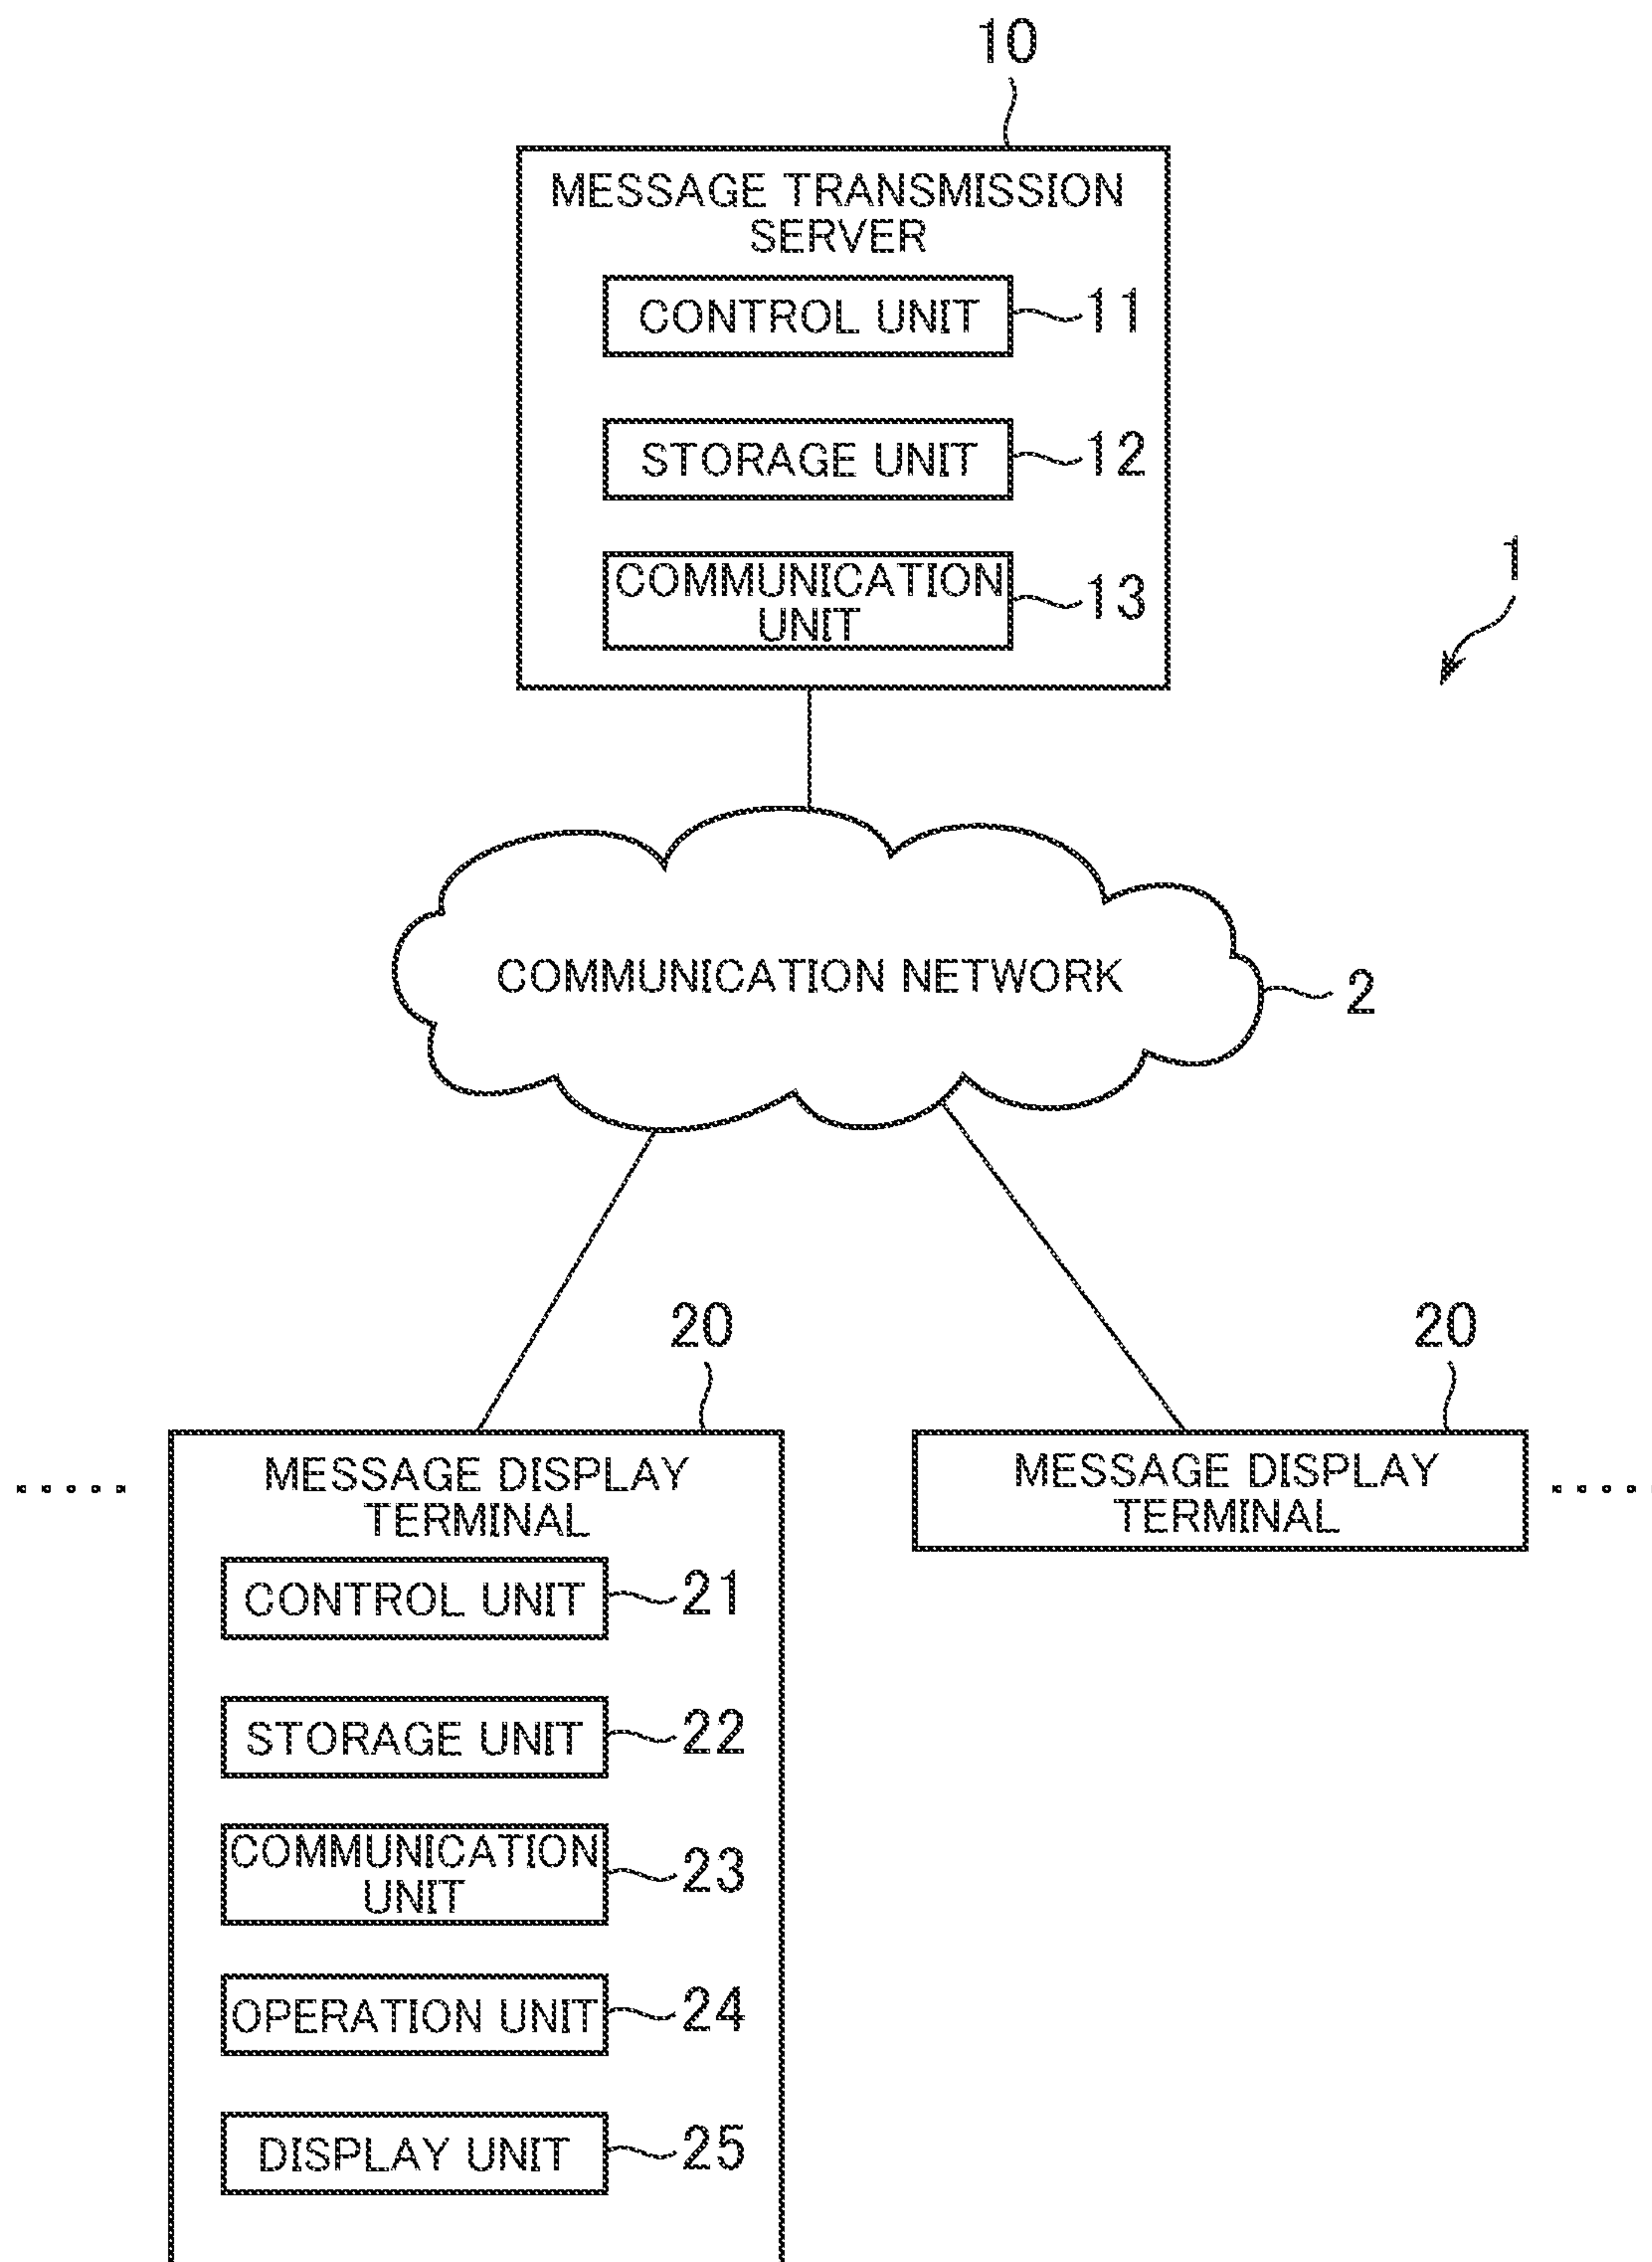 10
MESSAGE TRANSMISSION
SERVER
CONTROL UNIT
11
STORAGE UNIT
12
COMMUNICATION
UNIT
13
1
COMMUNICATION NETWORK
2
20
MESSAGE DISPLAY
TERMINAL
CONTROL UNIT
21
STORAGE UNIT
22
COMMUNICATION
UNIT
23
OPERATION UNIT
24
DISPLAY UNIT
25
20
MESSAGE DISPLAY
TERMINAL